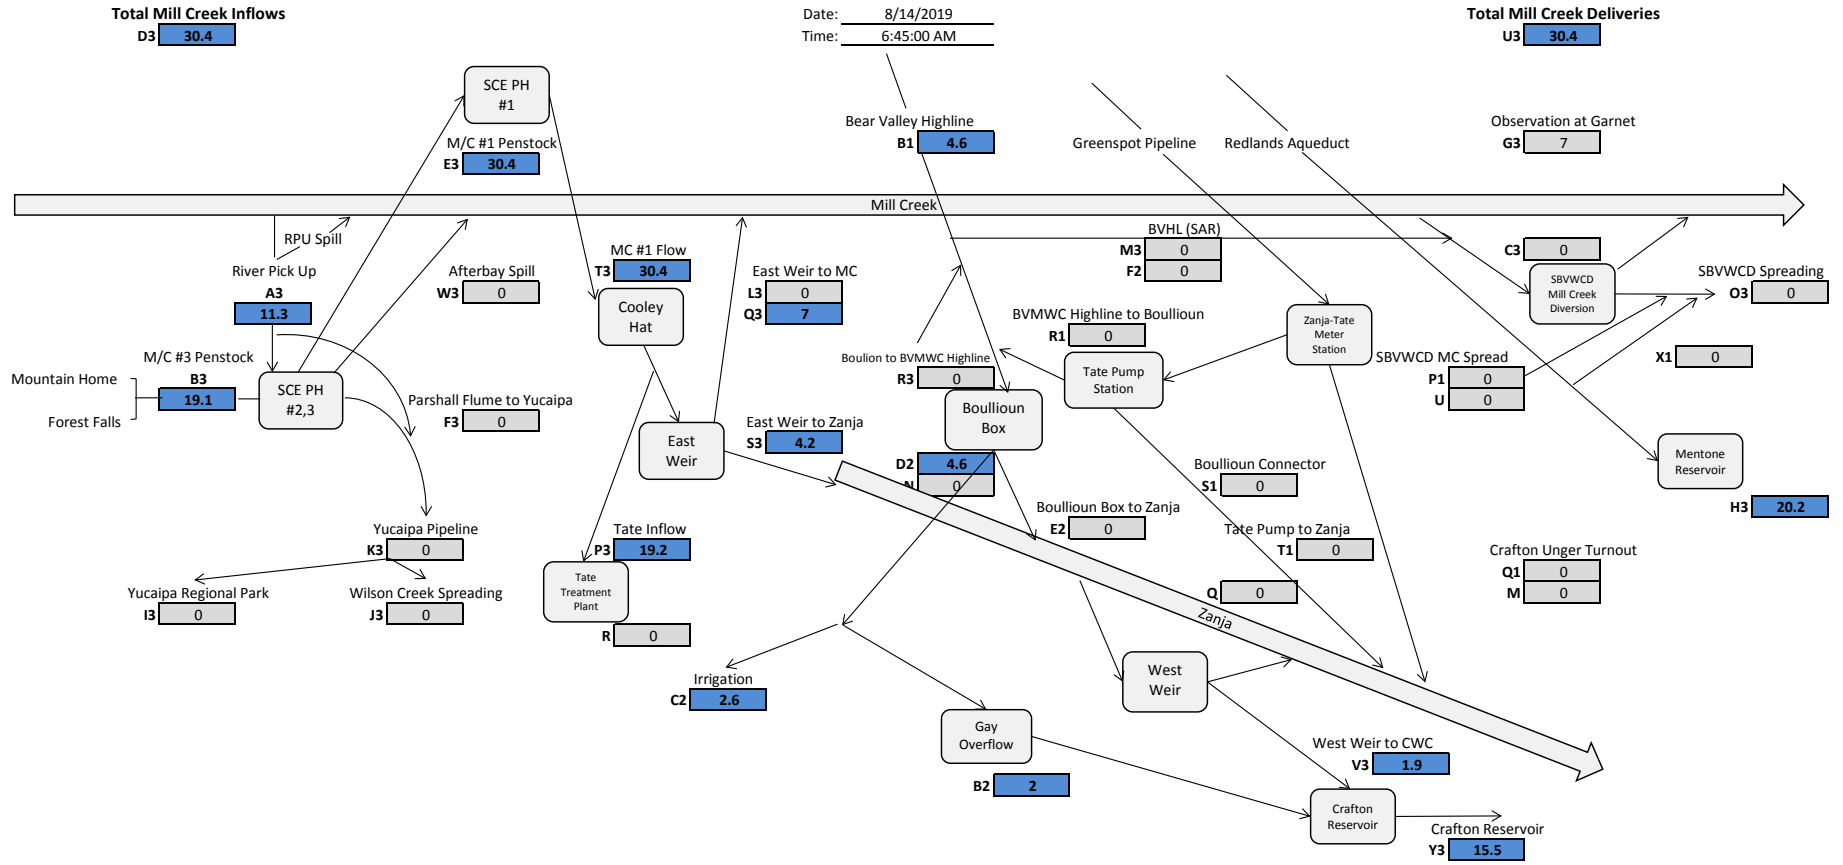 Total Mill Creek Inflows
D3 30.4
Date: 8/14/2019
Time: 6:45:00 AM
Total Mill Creek Deliveries
U3 30.4
SCE PH
#1
M/C #1 Penstock
E3 30.4
Bear Valley Highline
B1 4.6
Greenspot Pipeline
Redlands Aqueduct
Observation at Garnet
G3 7
Mill Creek
RPU Spill
River Pick Up
A3
11.3
Afterbay Spill
W3 0
MC #1 Flow
T3 30.4
Cooley
Hat
East Weir to MC
L3 0
Q3 7
BVHL (SAR)
M3 0
F2 0
C3 0
SBVWCD
Mill Creek
Diversion
SBVWCD Spreading
O3 0
BVMWC Highline to Boullioun
R1 0
Zanja-Tate
Meter
Station
Boulion to BVMWC Highline
R3 0
Tate Pump
Station
SBVWCD MC Spread
P1 0
U 0
X1 0
Mountain Home
Forest Falls
M/C #3 Penstock
B3
19.1
SCE PH
#2,3
Parshall Flume to Yucaipa
F3 0
East
Weir
East Weir to Zanja
S3 4.2
Boullioun
Box
D2 4.6
N 0
Boullioun Connector
S1 0
Mentone
Reservoir
H3 20.2
Boullioun Box to Zanja
E2 0
Tate Pump to Zanja
T1 0
Yucaipa Pipeline
K3 0
Yucaipa Regional Park
I3 0
Wilson Creek Spreading
J3 0
Tate Inflow
P3 19.2
Tate
Treatment
Plant
R 0
Q 0
Zanja
Crafton Unger Turnout
Q1 0
M 0
Irrigation
C2 2.6
West
Weir
Gay
Overflow
B2 2
West Weir to CWC
V3 1.9
Crafton
Reservoir
Crafton Reservoir
Y3 15.5